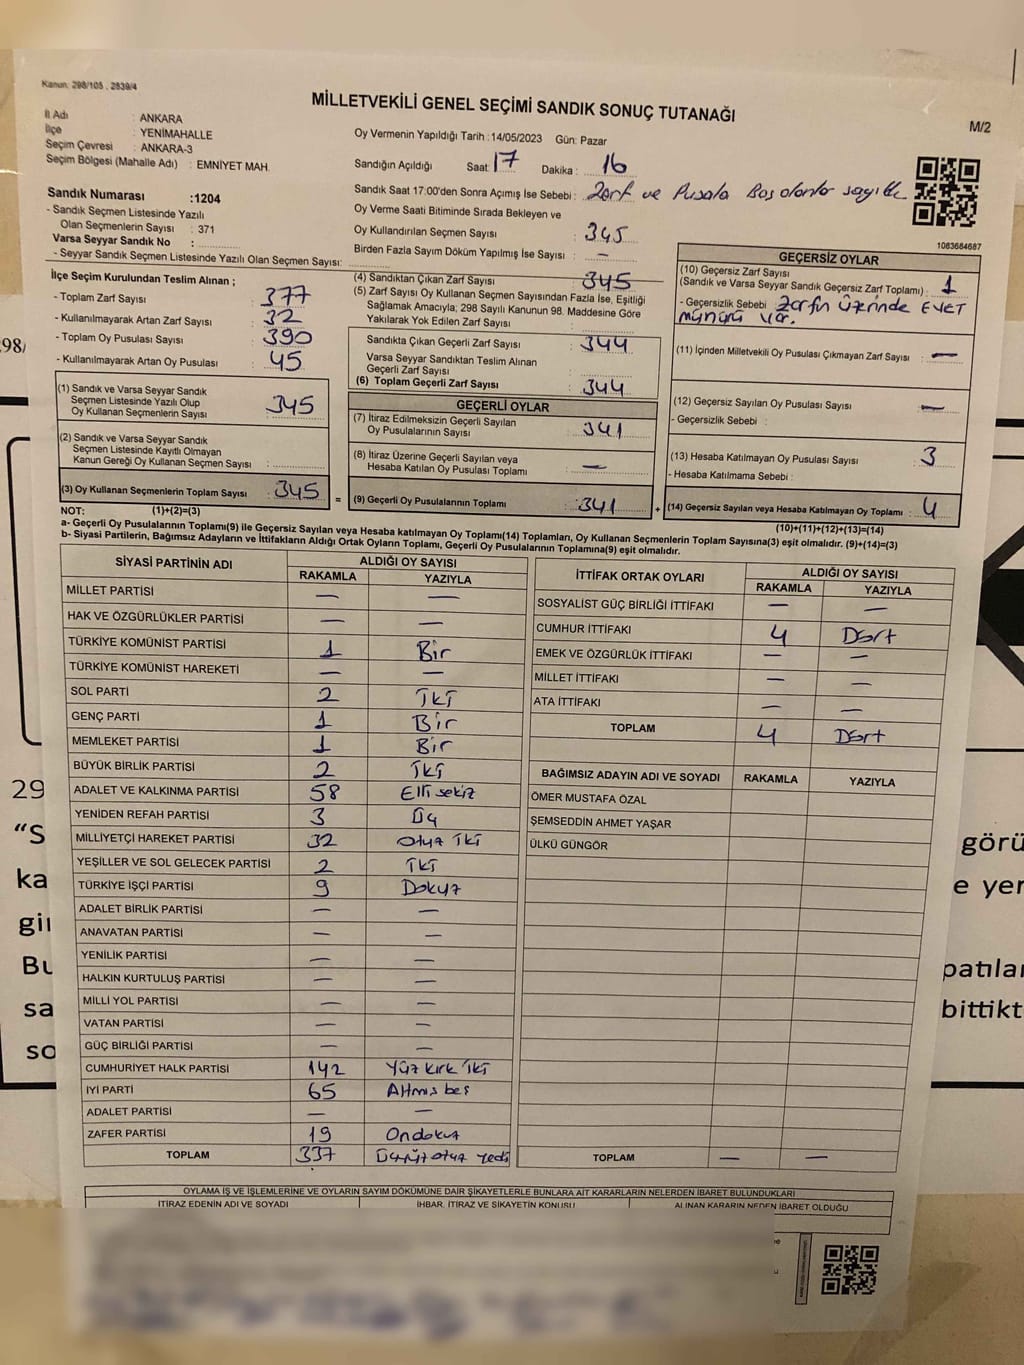 Kanun: 298/105 , 2839/4
MİLLETVEKİLİ GENEL SEÇİMİ SANDIK SONUÇ TUTANAĞI
M/2
İl Adı : ANKARA
İlçe : YENİMAHALLE
Seçim Çevresi : ANKARA-3
Seçim Bölgesi (Mahalle Adı) : EMNİYET MAH.
Oy Vermenin Yapıldığı Tarih : 14/05/2023 Gün: Pazar
Sandığın Açıldığı Saat: 17 Dakika : 16
Sandık Saat 17:00'den Sonra Açımış İse Sebebi : Zarf ve Pusula
Oy Verme Saati Bitiminde Sırada Bekleyen ve
Oy Kullandırılan Seçmen Sayısı : 345
Birden Fazla Sayım Döküm Yapılmış İse Sayısı : —
1083684687
Sandık Numarası :1204
- Sandık Seçmen Listesinde Yazılı
Olan Seçmenlerin Sayısı : 371
Varsa Seyyar Sandık No :
- Seyyar Sandık Seçmen Listesinde Yazılı Olan Seçmen Sayısı:
İlçe Seçim Kurulundan Teslim Alınan ;
- Toplam Zarf Sayısı : 377
- Kullanılmayarak Artan Zarf Sayısı : 32
- Toplam Oy Pusulası Sayısı : 390
- Kullanılmayarak Artan Oy Pusulası : 45
(1) Sandık ve Varsa Seyyar Sandık
Seçmen Listesinde Yazılı Olup
Oy Kullanan Seçmenlerin Sayısı : 345
(2) Sandık ve Varsa Seyyar Sandık
Seçmen Listesinde Kayıtlı Olmayan
Kanun Gereği Oy Kullanan Seçmen Sayısı :
(3) Oy Kullanan Seçmenlerin Toplam Sayısı : 345 =
(4) Sandıktan Çıkan Zarf Sayısı : 345
(5) Zarf Sayısı Oy Kullanan Seçmen Sayısından Fazla İse, Eşitliği
Sağlamak Amacıyla; 298 Sayılı Kanunun 98. Maddesine Göre
Yakılarak Yok Edilen Zarf Sayısı :
Sandıkta Çıkan Geçerli Zarf Sayısı : 344
Varsa Seyyar Sandıktan Teslim Alınan
Geçerli Zarf Sayısı :
(6) Toplam Geçerli Zarf Sayısı : 344
GEÇERLİ OYLAR
(7) İtiraz Edilmeksizin Geçerli Sayılan
Oy Pusulalarının Sayısı : 341
(8) İtiraz Üzerine Geçerli Sayılan veya
Hesaba Katılan Oy Pusulası Toplamı : —
(9) Geçerli Oy Pusulalarının Toplamı : 341 +
GEÇERSİZ OYLAR
(10) Geçersiz Zarf Sayısı
(Sandık ve Varsa Seyyar Sandık Geçersiz Zarf Toplamı) : 1
- Geçersizlik Sebebi : Zarfın üzerinde EVET
mührü var.
(11) İçinden Milletvekili Oy Pusulası Çıkmayan Zarf Sayısı : —
(12) Geçersiz Sayılan Oy Pusulası Sayısı : —
- Geçersizlik Sebebi :
(13) Hesaba Katılmayan Oy Pusulası Sayısı : 3
- Hesaba Katılmama Sebebi :
(14) Geçersiz Sayılan veya Hesaba Katılmayan Oy Toplamı : 4
NOT: (1)+(2)=(3)
(10)+(11)+(12)+(13)=(14)
a- Geçerli Oy Pusulalarının Toplamı(9) ile Geçersiz Sayılan veya Hesaba katılmayan Oy Toplamı(14) Toplamları, Oy Kullanan Seçmenlerin Toplam Sayısına(3) eşit olmalıdır. (9)+(14)=(3)
b- Siyasi Partilerin, Bağımsız Adayların ve İttifakların Aldığı Ortak Oyların Toplamı, Geçerli Oy Pusulalarının Toplamına(9) eşit olmalıdır.
SİYASİ PARTİNİN ADI ALDIĞI OY SAYISI
RAKAMLA YAZIYLA
MİLLET PARTİSİ — —
HAK VE ÖZGÜRLÜKLER PARTİSİ — —
TÜRKİYE KOMÜNİST PARTİSİ 1 Bir
TÜRKİYE KOMÜNİST HAREKETİ — —
SOL PARTİ 2 İki
GENÇ PARTİ 1 Bir
MEMLEKET PARTİSİ 1 Bir
BÜYÜK BİRLİK PARTİSİ 2 İki
ADALET VE KALKINMA PARTİSİ 58 Elli sekiz
YENİDEN REFAH PARTİSİ 3 Üç
MİLLİYETÇİ HAREKET PARTİSİ 32 Otuz İki
YEŞİLLER VE SOL GELECEK PARTİSİ 2 İki
TÜRKİYE İŞÇİ PARTİSİ 9 Dokuz
ADALET BİRLİK PARTİSİ — —
ANAVATAN PARTİSİ — —
YENİLİK PARTİSİ — —
HALKIN KURTULUŞ PARTİSİ — —
MİLLİ YOL PARTİSİ — —
VATAN PARTİSİ — —
GÜÇ BİRLİĞİ PARTİSİ — —
CUMHURİYET HALK PARTİSİ 142 Yüz kırk iki
İYİ PARTİ 65 Altmış beş
ADALET PARTİSİ — —
ZAFER PARTİSİ 19 Ondokuz
TOPLAM 337 Üçyüz otuz yedi
İTTİFAK ORTAK OYLARI ALDIĞI OY SAYISI
RAKAMLA YAZIYLA
SOSYALİST GÜÇ BİRLİĞİ İTTİFAKI — —
CUMHUR İTTİFAKI 4 Dört
EMEK VE ÖZGÜRLÜK İTTİFAKI — —
MİLLET İTTİFAKI — —
ATA İTTİFAKI — —
TOPLAM 4 Dört
BAĞIMSIZ ADAYIN ADI VE SOYADI RAKAMLA YAZIYLA
ÖMER MUSTAFA ÖZAL
ŞEMSEDDİN AHMET YAŞAR
ÜLKÜ GÜNGÖR
TOPLAM — —
OYLAMA İŞ VE İŞLEMLERİNE VE OYLARIN SAYIM DÖKÜMÜNE DAİR ŞİKAYETLERLE BUNLARA AİT KARARLARIN NELERDEN İBARET BULUNDUKLARI
İTİRAZ EDENİN ADI VE SOYADI İHBAR, İTİRAZ VE ŞİKAYETİN KONUSU ALINAN KARARIN NEDEN İBARET OLDUĞU
298/
29
"S
ka
gi
Bu
sa
so
görü
e yer
patılar
bittikt